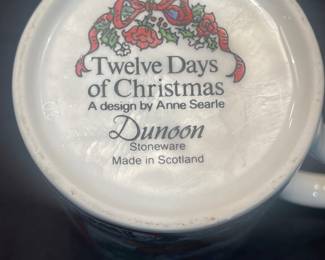 Twelve Days
of Christmas
A design by Anne Searle
Dunoon
Stoneware
Made in Scotland